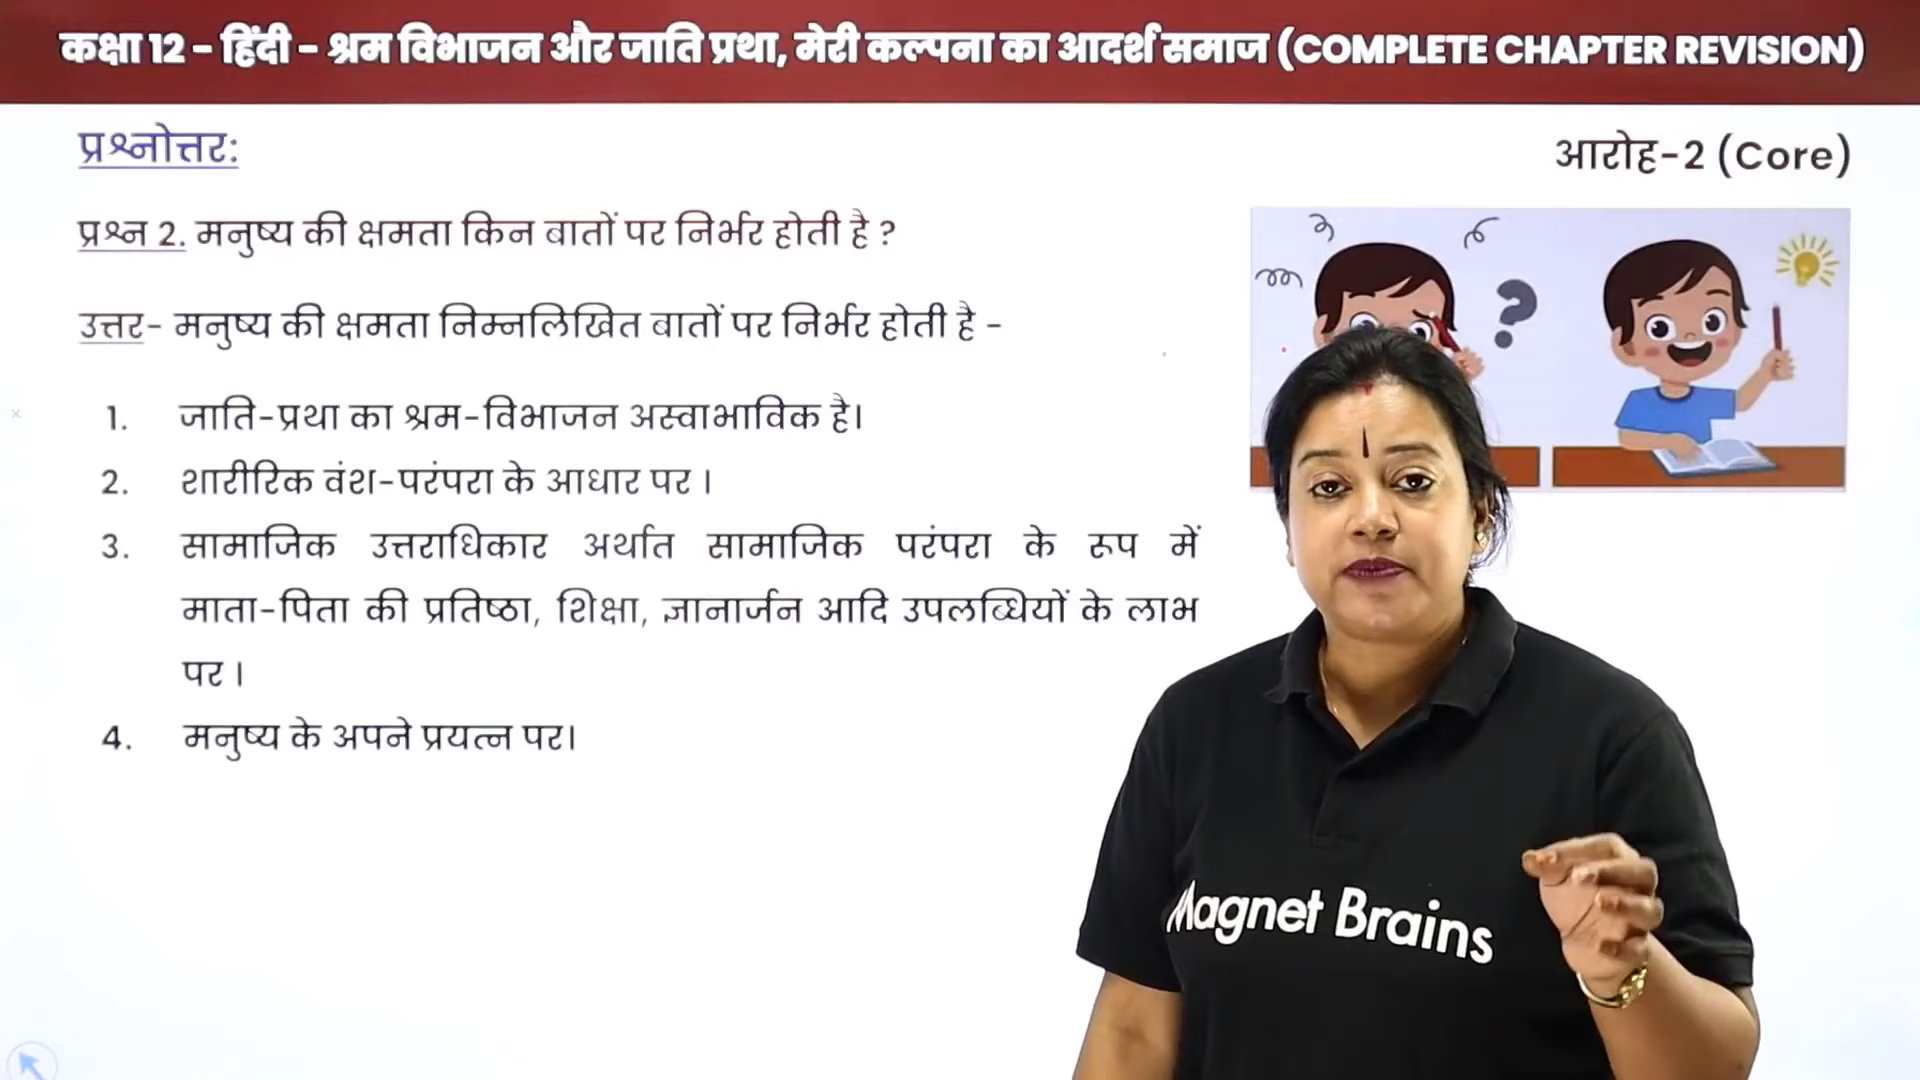 कक्षा 12 - हिंदी - श्रम विभाजन और जाति प्रथा, मेरी कल्पना का आदर्श समाज (COMPLETE CHAPTER REVISION)
प्रश्नोत्तर:
आरोह-2 (Core)
प्रश्न 2. मनुष्य की क्षमता किन बातों पर निर्भर होती है ?
उत्तर- मनुष्य की क्षमता निम्नलिखित बातों पर निर्भर होती है -
1. जाति-प्रथा का श्रम-विभाजन अस्वाभाविक है।
2. शारीरिक वंश-परंपरा के आधार पर ।
3. सामाजिक उत्तराधिकार अर्थात सामाजिक परंपरा के रूप में
माता-पिता की प्रतिष्ठा, शिक्षा, ज्ञानार्जन आदि उपलब्धियों के लाभ
पर ।
4. मनुष्य के अपने प्रयत्न पर।
?
Magnet Brains